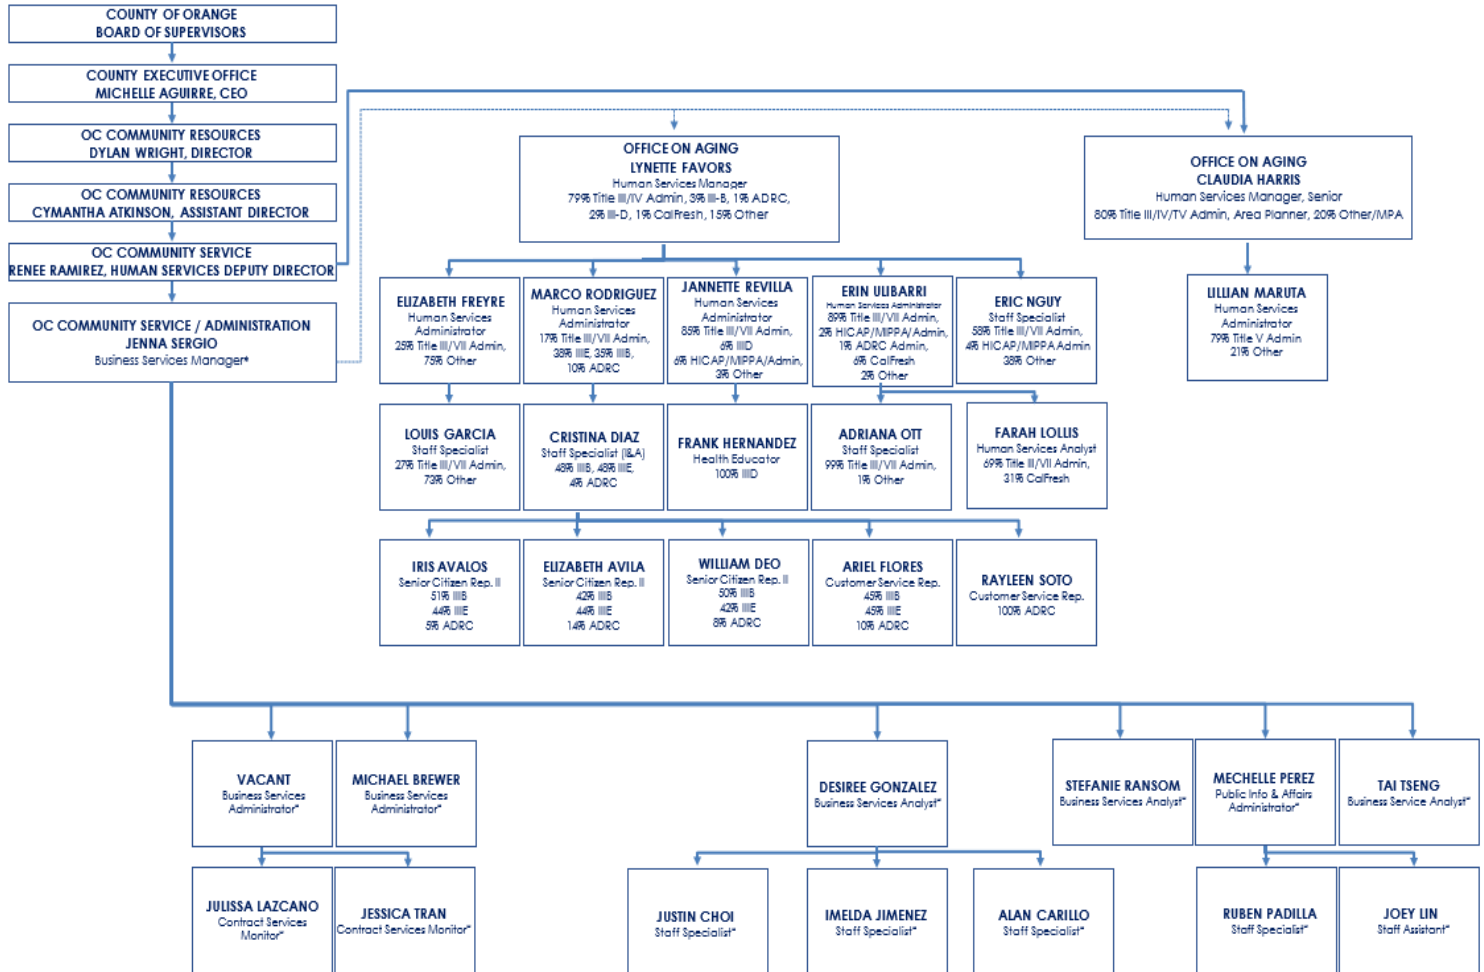 COUNTY OF ORANGE
BOARD OF SUPERVISORS
COUNTY EXECUTIVE OFFICE
MICHELLE AGUIRRE, CEO
OC COMMUNITY RESOURCES
DYLAN WRIGHT, DIRECTOR
OC COMMUNITY RESOURCES
CYMANTHA ATKINSON, ASSISTANT DIRECTOR
OC COMMUNITY SERVICE
RENEE RAMIREZ, HUMAN SERVICES DEPUTY DIRECTOR
OC COMMUNITY SERVICE / ADMINISTRATION
JENNA SERGIO
Business Services Manager*
OFFICE ON AGING
LYNETTE FAVORS
Human Services Manager
79% Title III/IV Admin, 3% III-B, 1% ADRC,
2% III-D, 1% CalFresh, 15% Other
OFFICE ON AGING
CLAUDIA HARRIS
Human Services Manager, Senior
80% Title III/IV/TV Admin, Area Planner, 20% Other/MPA
ELIZABETH FREYRE
Human Services
Administrator
25% Title III/VII Admin,
75% Other
MARCO RODRIGUEZ
Human Services
Administrator
17% Title III/VII Admin,
38% IIIE, 35% IIIB,
10% ADRC
JANNETTE REVILLA
Human Services
Administrator
85% Title III/VII Admin,
6% IIID
6% HICAP/MIPPA/Admin,
3% Other
ERIN ULIBARRI
Human Services Administrator
89% Title III/VII Admin,
2% HICAP/MIPPA/Admin,
1% ADRC Admin,
6% CalFresh
2% Other
ERIC NGUY
Staff Specialist
58% Title III/VII Admin,
4% HICAP/MIPPA Admin
38% Other
LILLIAN MARUTA
Human Services
Administrator
79% Title V Admin
21% Other
LOUIS GARCIA
Staff Specialist
27% Title III/VII Admin,
73% Other
CRISTINA DIAZ
Staff Specialist (I&A)
48% IIIB, 48% IIIE,
4% ADRC
FRANK HERNANDEZ
Health Educator
100% IIID
ADRIANA OTT
Staff Specialist
99% Title III/VII Admin,
1% Other
FARAH LOLLIS
Human Services Analyst
69% Title III/VII Admin,
31% CalFresh
IRIS AVALOS
Senior Citizen Rep. II
51% IIIB
44% IIIE
5% ADRC
ELIZABETH AVILA
Senior Citizen Rep. II
42% IIIB
44% IIIE
14% ADRC
WILLIAM DEO
Senior Citizen Rep. II
50% IIIB
42% IIIE
8% ADRC
ARIEL FLORES
Customer Service Rep.
45% IIIB
45% IIIE
10% ADRC
RAYLEEN SOTO
Customer Service Rep.
100% ADRC
VACANT
Business Services
Administrator*
MICHAEL BREWER
Business Services
Administrator*
DESIREE GONZALEZ
Business Services Analyst*
STEFANIE RANSOM
Business Services Analyst*
MECHELLE PEREZ
Public Info & Affairs
Administrator*
TAI TSENG
Business Service Analyst*
JULISSA LAZCANO
Contract Services
Monitor*
JESSICA TRAN
Contract Services Monitor*
JUSTIN CHOI
Staff Specialist*
IMELDA JIMENEZ
Staff Specialist*
ALAN CARILLO
Staff Specialist*
RUBEN PADILLA
Staff Specialist*
JOEY LIN
Staff Assistant*